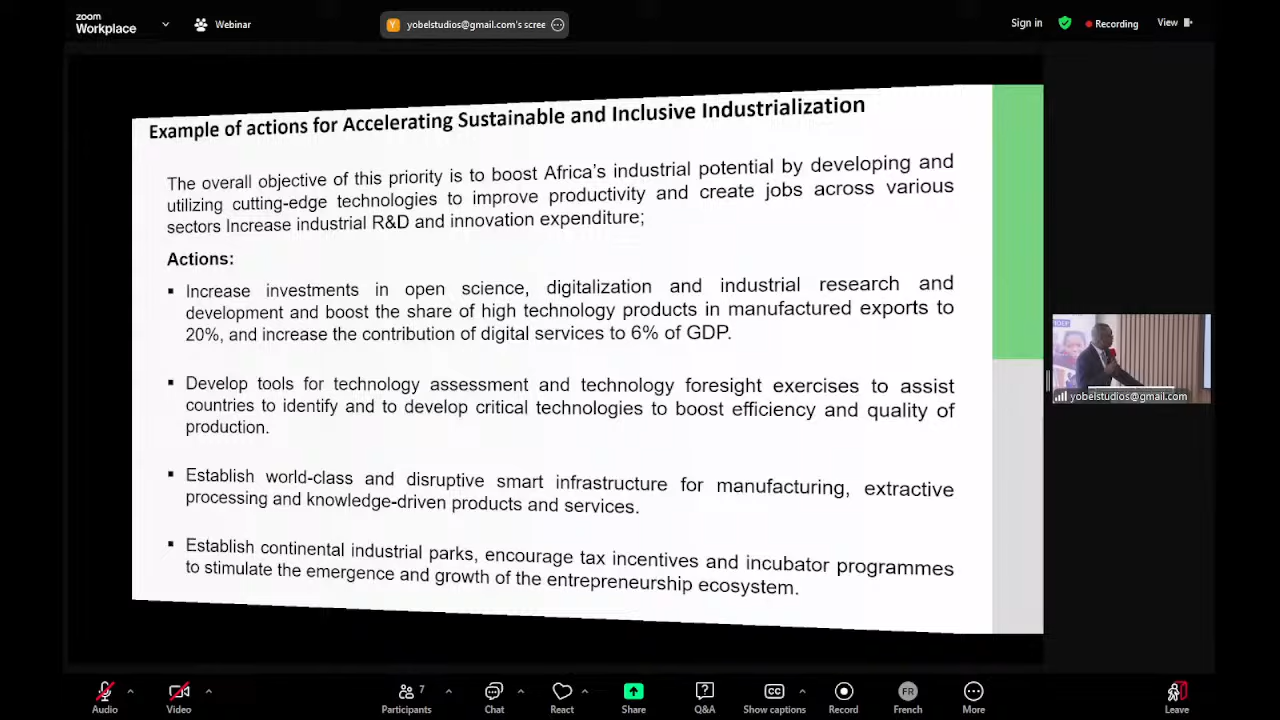 zoom
Workplace
Webinar
Y
yobelstudios@gmail.com's scree
Sign in
Recording
View
Example of actions for Accelerating Sustainable and Inclusive Industrialization
The overall objective of this priority is to boost Africa's industrial potential by developing and
utilizing cutting-edge technologies to improve productivity and create jobs across various
sectors Increase industrial R&D and innovation expenditure;
Actions:
▪ Increase investments in open science, digitalization and industrial research and
development and boost the share of high technology products in manufactured exports to
20%, and increase the contribution of digital services to 6% of GDP.
▪ Develop tools for technology assessment and technology foresight exercises to assist
countries to identify and to develop critical technologies to boost efficiency and quality of
production.
▪ Establish world-class and disruptive smart infrastructure for manufacturing, extractive
processing and knowledge-driven products and services.
▪ Establish continental industrial parks, encourage tax incentives and incubator programmes
to stimulate the emergence and growth of the entrepreneurship ecosystem.
yobelstudios@gmail.com
Audio
Video
7
Participants
Chat
React
Share
Q&A
CC
Show captions
Record
FR
French
More
Leave